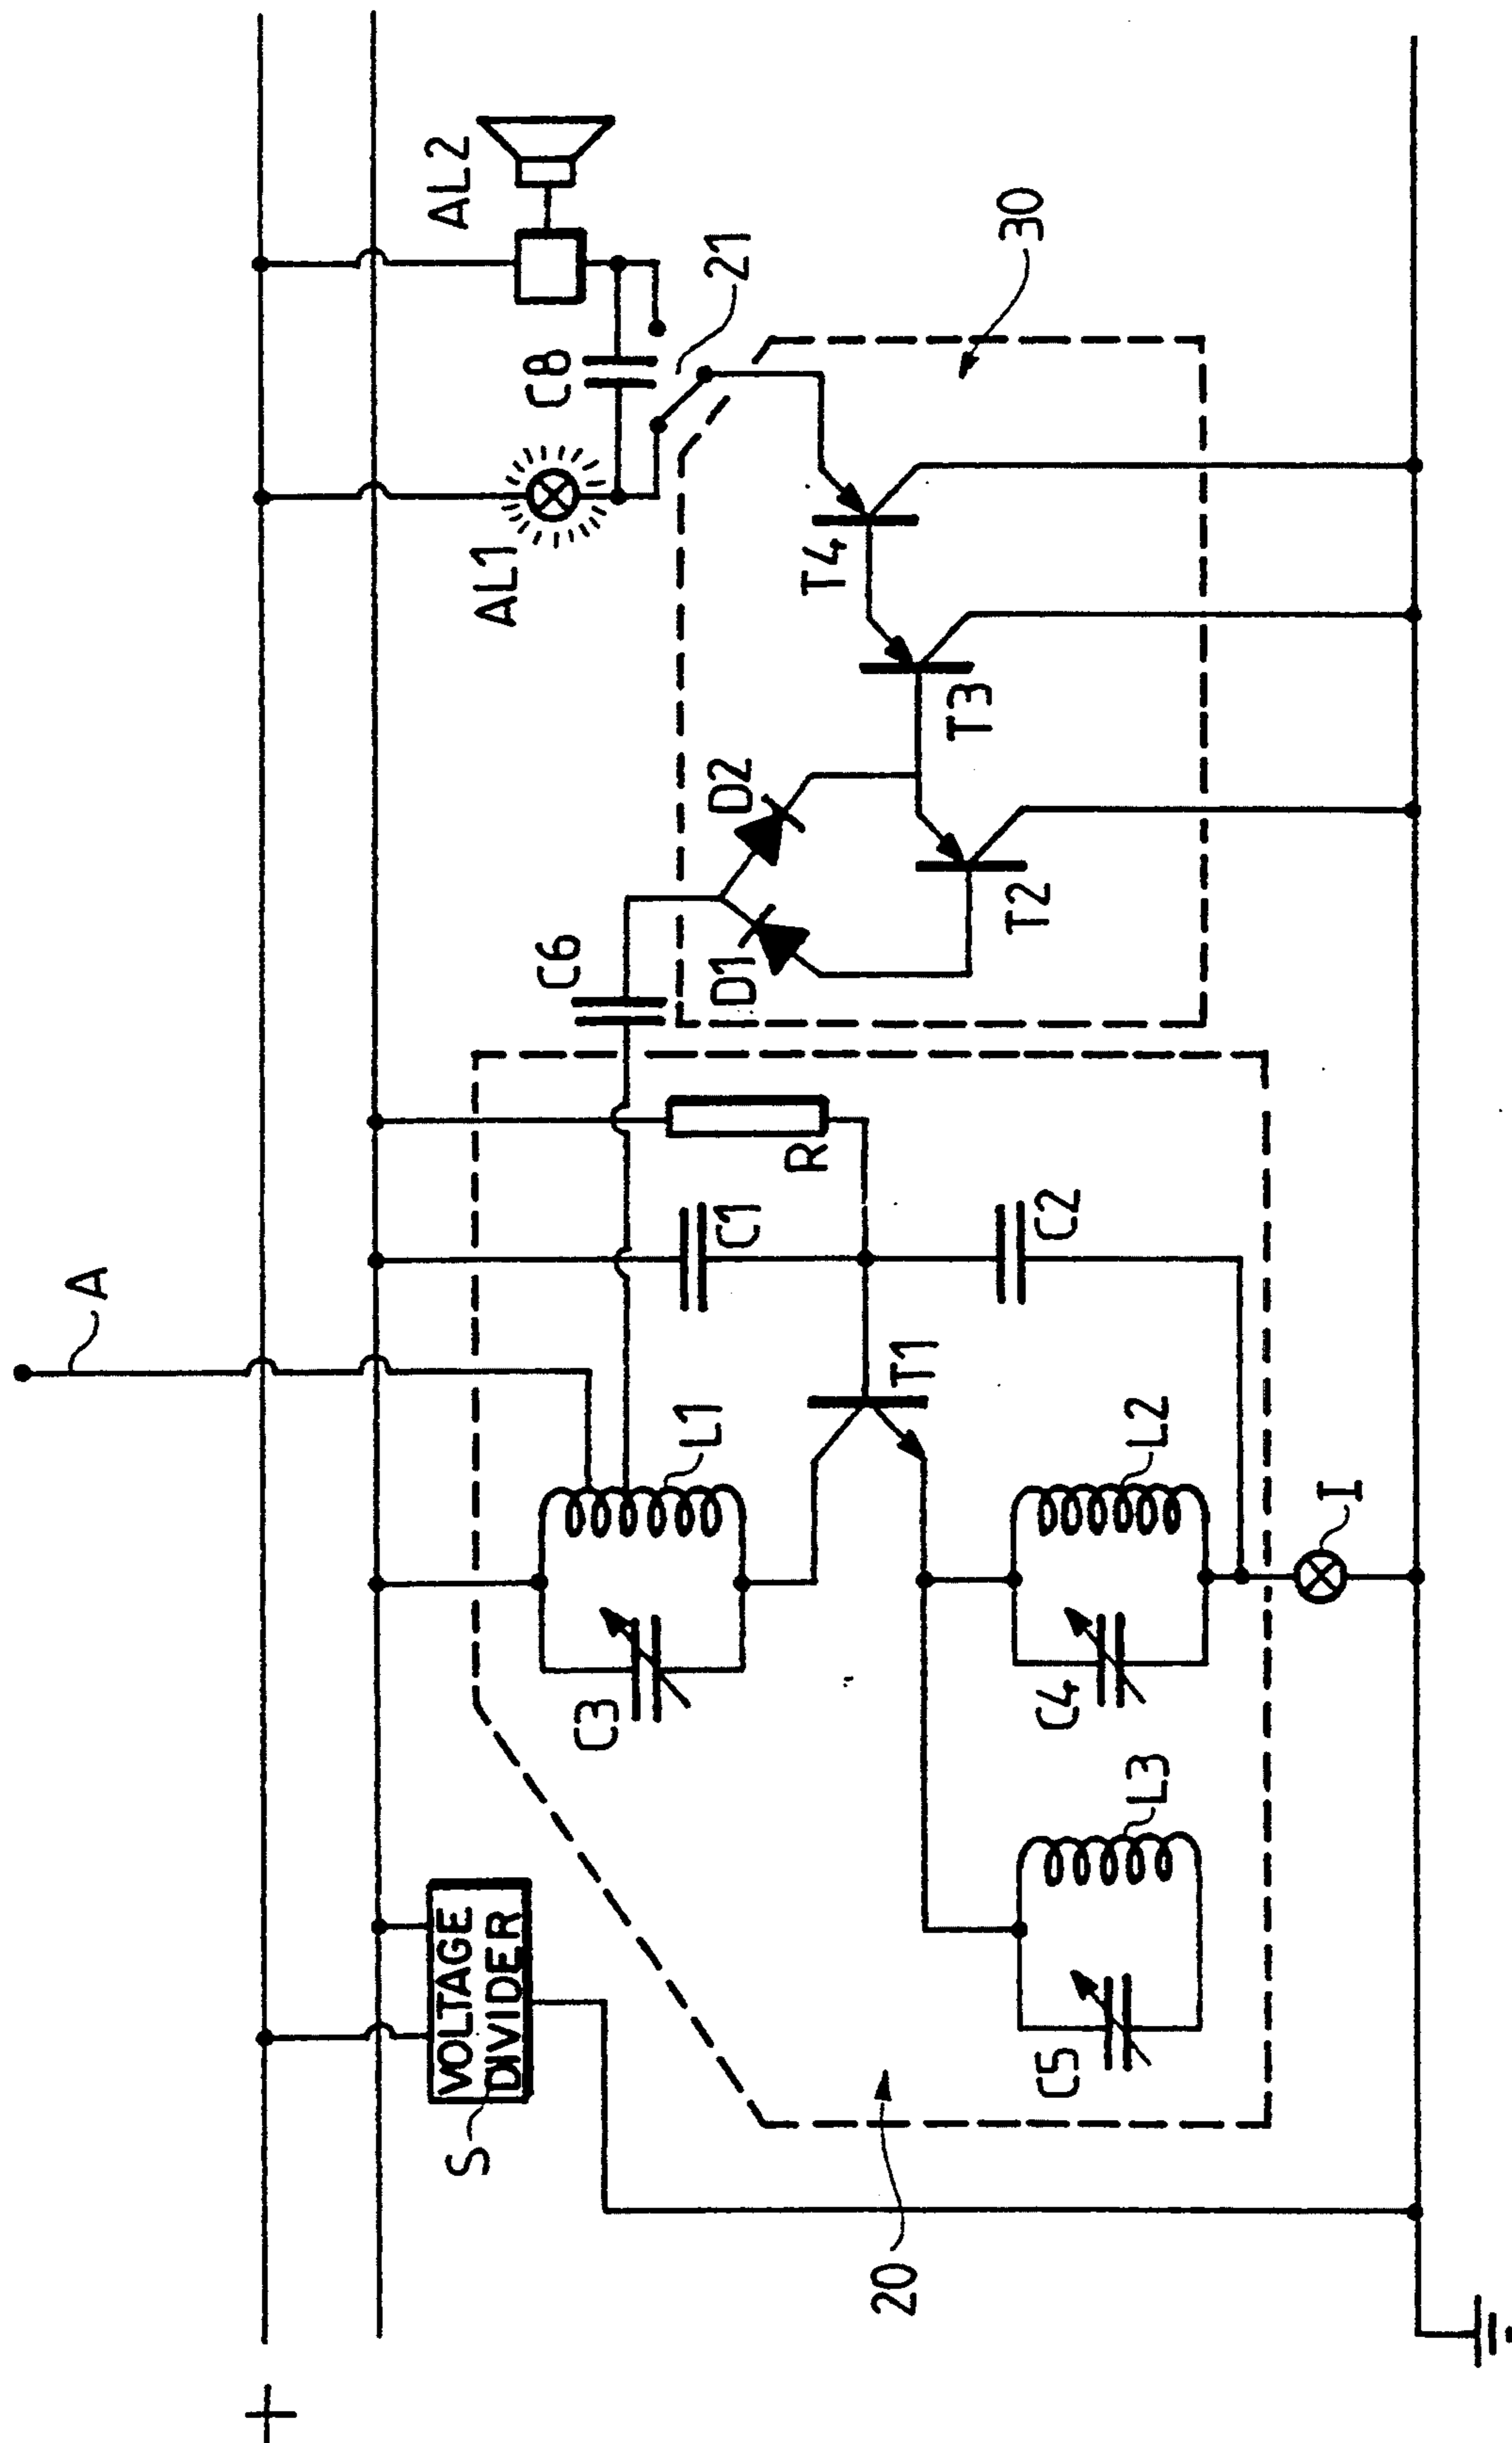 +
S
VOLTAGE
DIVIDER
20
C5
L3
C3
L1
A
C4
L2
I
T1
C1
C2
R
C6
D1
D2
T2
T3
T4
30
AL1
C8
21
AL2